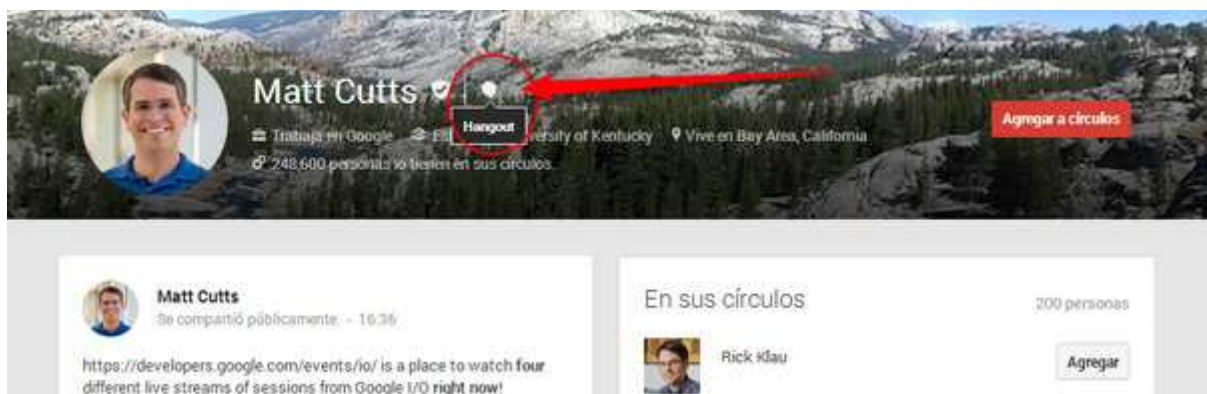 Matt Cutts
Hangout
Trabaja en Google University of Kentucky Vive en Bay Area, California
248,600 personas lo tienen en sus círculos
Agregar a círculos
Matt Cutts
Se compartió públicamente. - 16:36
https://developers.google.com/events/io/ is a place to watch four
different live streams of sessions from Google I/O right now!
En sus círculos
200 personas
Rick Klau
Agregar